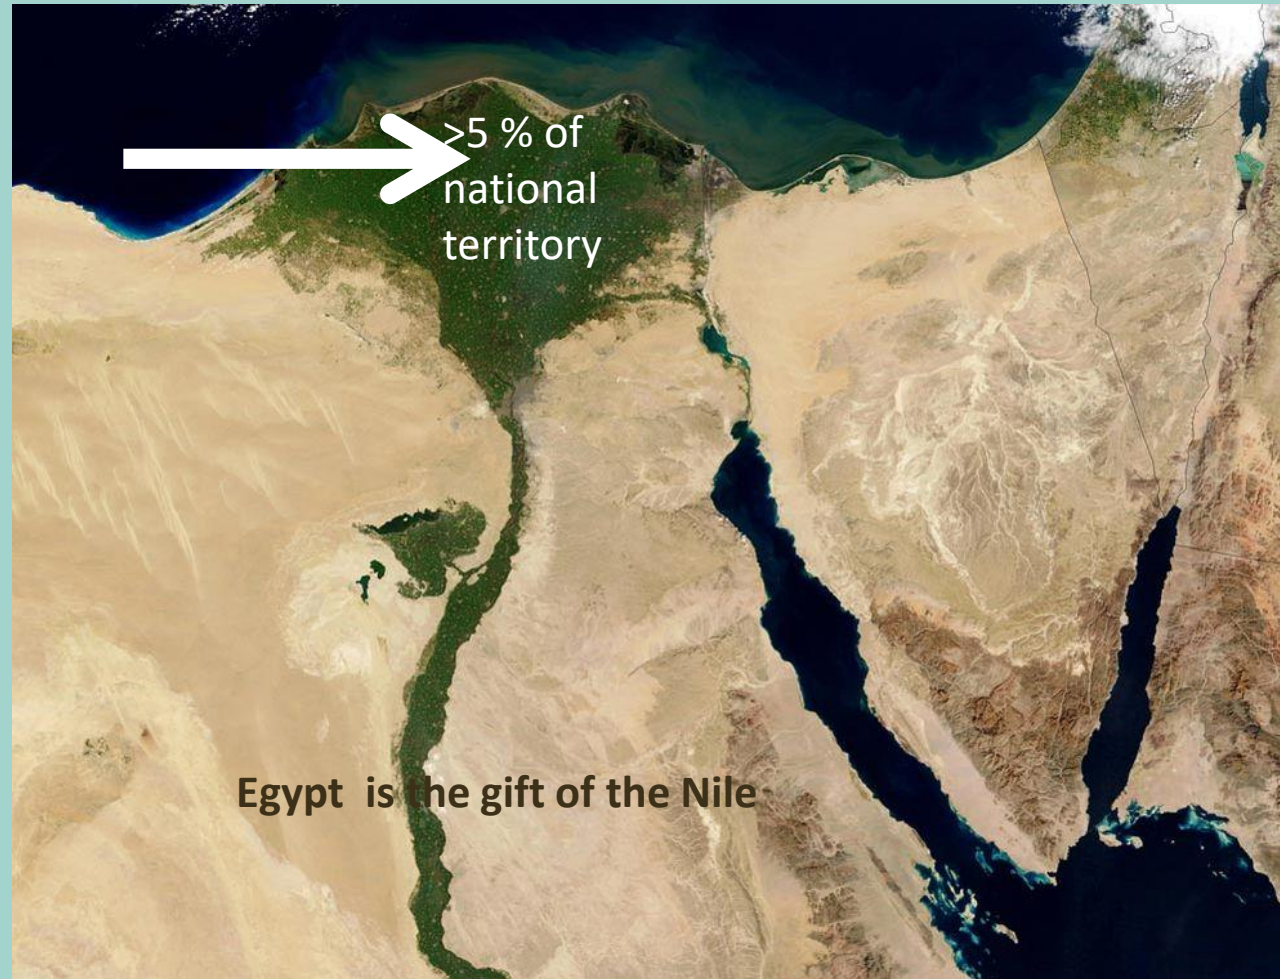 >5 % of
national
territory
Egypt  is the gift of the Nile